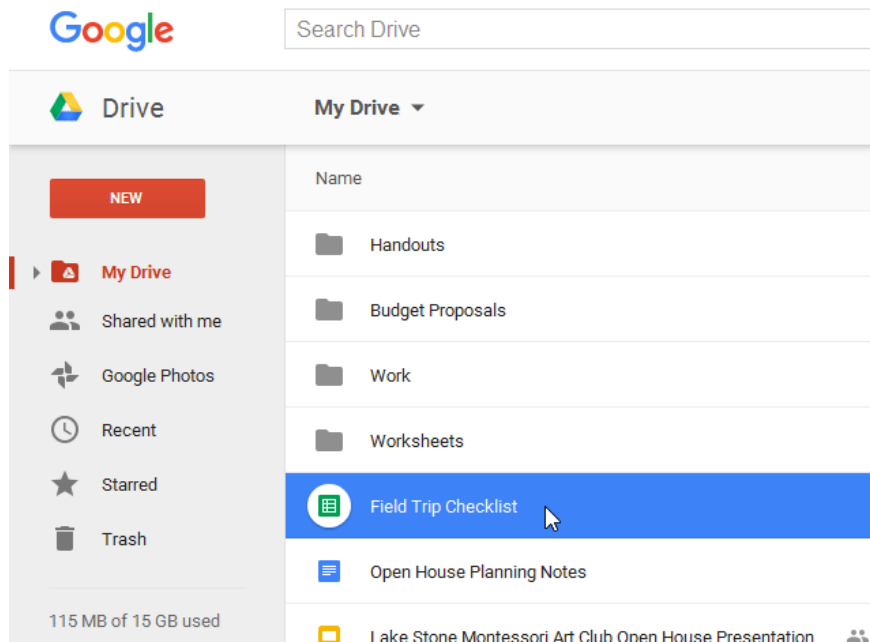 Google
Search Drive
Drive
My Drive
NEW
My Drive
Shared with me
Google Photos
Recent
Starred
Trash
115 MB of 15 GB used
Name
Handouts
Budget Proposals
Work
Worksheets
Field Trip Checklist
Open House Planning Notes
Lake Stone Montessori Art Club Open House Presentation